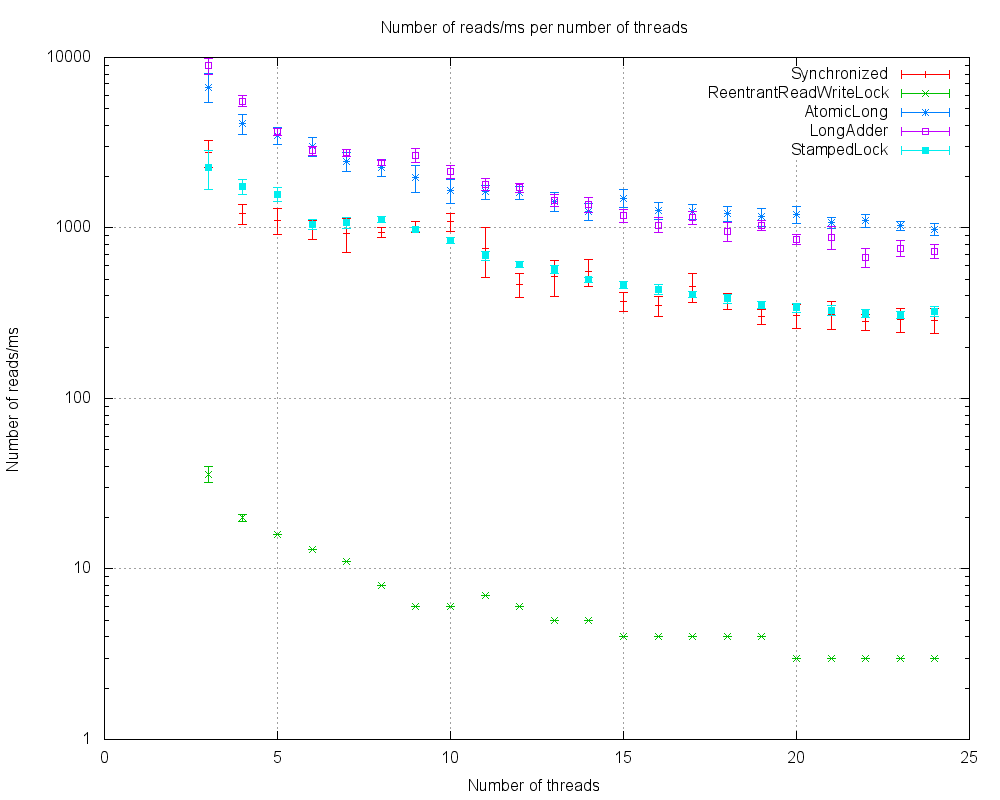 Number of reads/ms per number of threads
10000
1000
100
10
1
Number of reads/ms
Synchronized
ReentrantReadWriteLock
AtomicLong
LongAdder
StampedLock
0 5 10 15 20 25
Number of threads